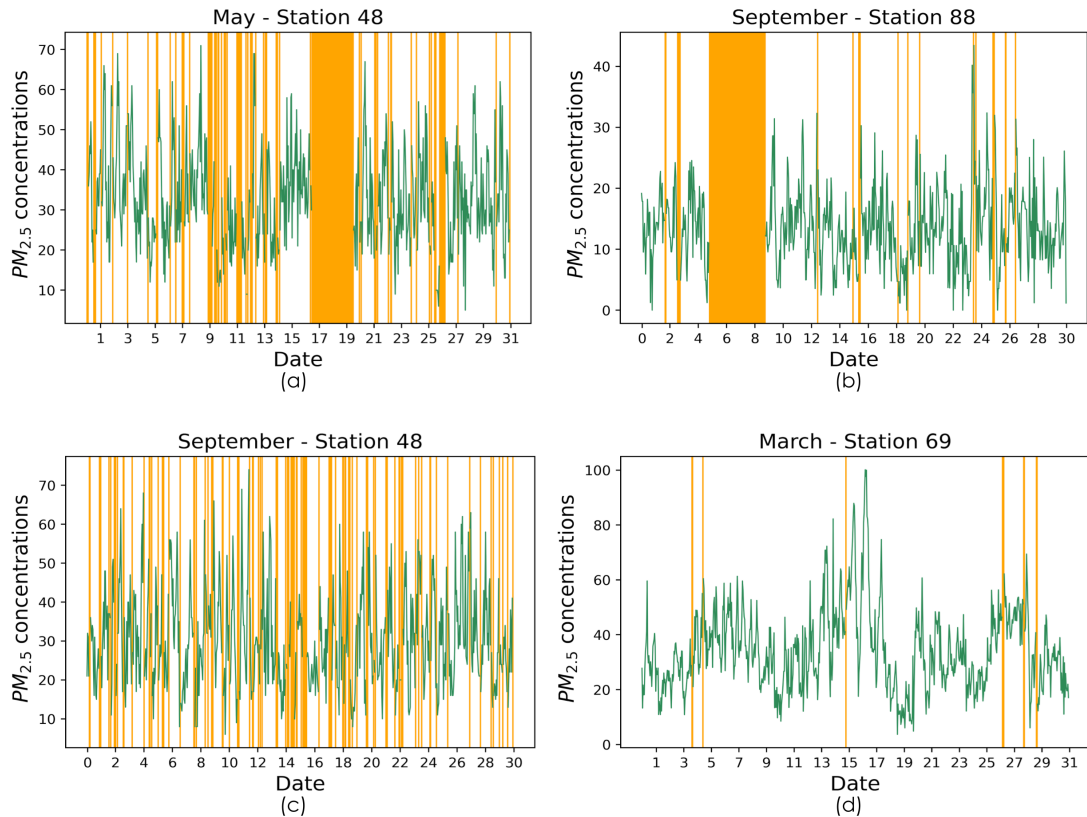 May - Station 48
PM2.5 concentrations
70
60
50
40
30
20
10
1 3 5 7 9 11 13 15 17 19 21 23 25 27 29 31
Date
(a)
September - Station 88
PM2.5 concentrations
40
30
20
10
0
0 2 4 6 8 10 12 14 16 18 20 22 24 26 28 30
Date
(b)
September - Station 48
PM2.5 concentrations
70
60
50
40
30
20
10
0 2 4 6 8 10 12 14 16 18 20 22 24 26 28 30
Date
(c)
March - Station 69
PM2.5 concentrations
100
80
60
40
20
0
1 3 5 7 9 11 13 15 17 19 21 23 25 27 29 31
Date
(d)